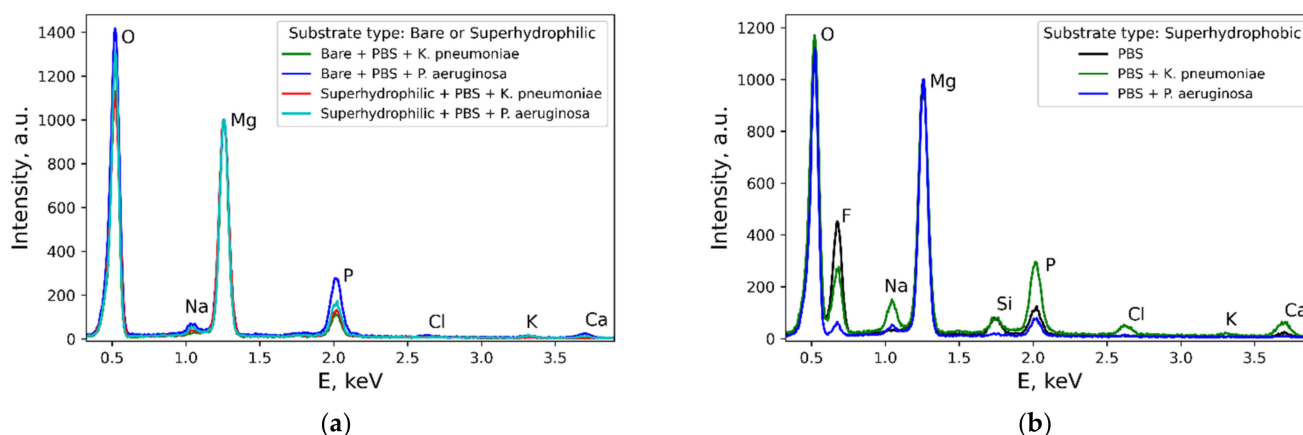 Substrate type: Bare or Superhydrophilic
Bare + PBS + K. pneumoniae
Bare + PBS + P. aeruginosa
Superhydrophilic + PBS + K. pneumoniae
Superhydrophilic + PBS + P. aeruginosa
O
Mg
Na
P
Cl
K
Ca
1400
1200
1000
800
600
400
200
0
Intensity, a.u.
0.5
1.0
1.5
2.0
2.5
3.0
3.5
E, keV
(a)
Substrate type: Superhydrophobic
PBS
PBS + K. pneumoniae
PBS + P. aeruginosa
O
Mg
F
Na
Si
P
Cl
K
Ca
1200
1000
800
600
400
200
0
Intensity, a.u.
0.5
1.0
1.5
2.0
2.5
3.0
3.5
E, keV
(b)